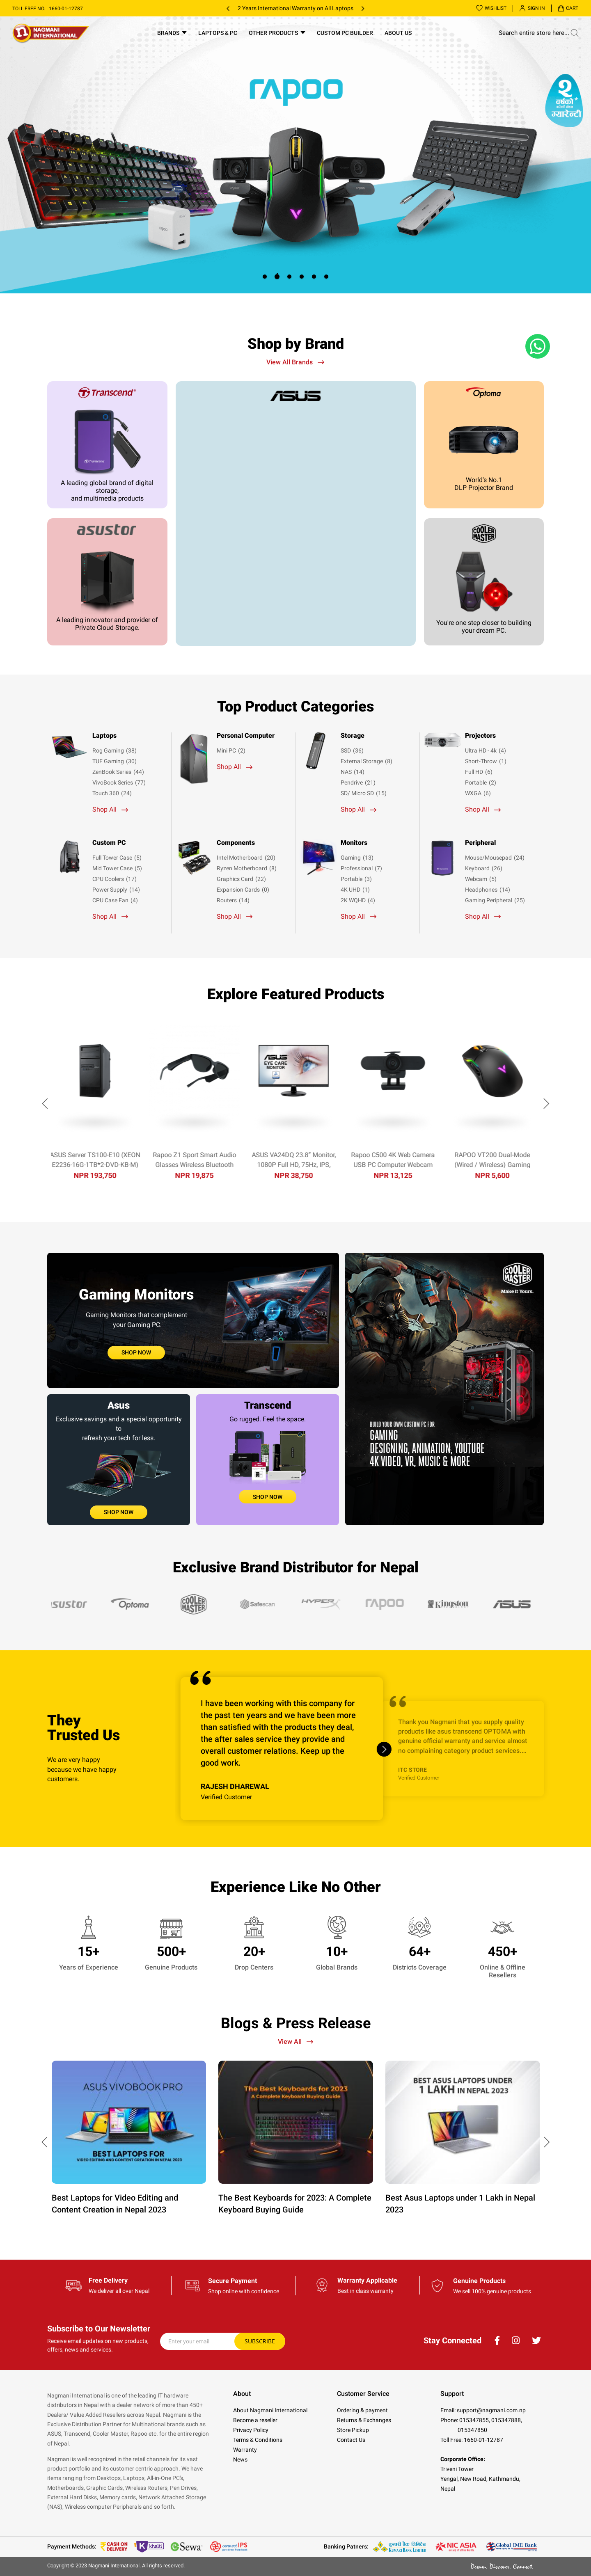 TOLL FREE NO. : 1660-01-12787
2 Years International Warranty on All Laptops
WISHLIST
SIGN IN
CART
NAGMANI
INTERNATIONAL
BRANDS
LAPTOPS & PC
OTHER PRODUCTS
CUSTOM PC BUILDER
ABOUT US
Search entire store here...
rapoo
२
वर्षको
ग्यारेन्टी
Shop by Brand
View All Brands
Transcend
A leading global brand of digital
storage,
and multimedia products
ASUS
Optoma
World's No.1
DLP Projector Brand
asustor
A leading innovator and provider of
Private Cloud Storage.
COOLER
MASTER
You're one step closer to building
your dream PC.
Top Product Categories
Laptops
Rog Gaming (38)
TUF Gaming (30)
ZenBook Series (44)
VivoBook Series (77)
Touch 360 (24)
Shop All
Personal Computer
Mini PC (2)
Shop All
Storage
SSD (36)
External Storage (8)
NAS (14)
Pendrive (21)
SD/ Micro SD (15)
Shop All
Projectors
Ultra HD - 4k (4)
Short-Throw (1)
Full HD (6)
Portable (2)
WXGA (6)
Shop All
Custom PC
Full Tower Case (5)
Mid Tower Case (5)
CPU Coolers (17)
Power Supply (14)
CPU Case Fan (4)
Shop All
Components
Intel Motherboard (20)
Ryzen Motherboard (8)
Graphics Card (22)
Expansion Cards (0)
Routers (14)
Shop All
Monitors
Gaming (13)
Professional (7)
Portable (3)
4K UHD (1)
2K WQHD (4)
Shop All
Peripheral
Mouse/Mousepad (24)
Keyboard (26)
Webcam (5)
Headphones (14)
Gaming Peripheral (25)
Shop All
Explore Featured Products
ASUS
EYE CARE
MONITOR
ASUS Server TS100-E10 (XEON
E2236-16G-1TB*2-DVD-KB-M)
NPR 193,750
Rapoo Z1 Sport Smart Audio
Glasses Wireless Bluetooth
NPR 19,875
ASUS VA24DQ 23.8” Monitor,
1080P Full HD, 75Hz, IPS,
NPR 38,750
Rapoo C500 4K Web Camera
USB PC Computer Webcam
NPR 13,125
RAPOO VT200 Dual-Mode
(Wired / Wireless) Gaming
NPR 5,600
Gaming Monitors
Gaming Monitors that complement
your Gaming PC.
SHOP NOW
COOLER
MASTER
Make It Yours.
BUILD YOUR OWN CUSTOM PC FOR
GAMING
DESIGNING, ANIMATION, YOUTUBE
4K VIDEO, VR, MUSIC & MORE
Asus
Exclusive savings and a special opportunity
to
refresh your tech for less.
SHOP NOW
Transcend
Go rugged. Feel the space.
SHOP NOW
Exclusive Brand Distributor for Nepal
asustor
Optoma
COOLER
MASTER
Safescan
HYPERX
rapoo
Kingston
ASUS
They
Trusted Us
We are very happy
because we have happy
customers.
I have been working with this company for
the past ten years and we have been more
than satisfied with the products they deal,
the after sales service they provide and
overall customer relations. Keep up the
good work.
RAJESH DHAREWAL
Verified Customer
Thank you Nagmani that you supply quality
products like asus transcend OPTOMA with
genuine official warranty and service almost
no complaining category product services....
ITC STORE
Verified Customer
Experience Like No Other
15+
Years of Experience
500+
Genuine Products
20+
Drop Centers
10+
Global Brands
64+
Districts Coverage
450+
Online & Offline
Resellers
Blogs & Press Release
View All
ASUS VIVOBOOK PRO
BEST LAPTOPS FOR
VIDEO EDITING AND CONTENT CREATION IN NEPAL 2023
The Best Keyboards for 2023
A Complete Keyboard Buying Guide
BEST ASUS LAPTOPS UNDER
1 LAKH IN NEPAL 2023
Best Laptops for Video Editing and
Content Creation in Nepal 2023
The Best Keyboards for 2023: A Complete
Keyboard Buying Guide
Best Asus Laptops under 1 Lakh in Nepal
2023
Free Delivery
We deliver all over Nepal
Secure Payment
Shop online with confidence
Warranty Applicable
Best in class warranty
Genuine Products
We sell 100% genuine products
Subscribe to Our Newsletter
Receive email updates on new products,
offers, news and services.
Enter your email
SUBSCRIBE
Stay Connected
Nagmani International is one of the leading IT hardware
distributors in Nepal with a dealer network of more than 450+
Dealers/ Value Added Resellers across Nepal. Nagmani is the
Exclusive Distribution Partner for Multinational brands such as
ASUS, Transcend, Cooler Master, Rapoo etc. for the entire region
of Nepal.
Nagmani is well recognized in the retail channels for its vast
product portfolio and its customer centric approach. We have
items ranging from Desktops, Laptops, All-in-One PC's,
Motherboards, Graphic Cards, Wireless Routers, Pen Drives,
External Hard Disks, Memory cards, Network Attached Storage
(NAS), Wireless computer Peripherals and so forth.
About
About Nagmani International
Become a reseller
Privacy Policy
Terms & Conditions
Warranty
News
Customer Service
Ordering & payment
Returns & Exchanges
Store Pickup
Contact Us
Support
Email: support@nagmani.com.np
Phone: 015347855, 015347888,
015347850
Toll Free: 1660-01-12787
Corporate Office:
Triveni Tower
Yengal, New Road, Kathmandu,
Nepal
Payment Methods:
CASH ON
DELIVERY
khalti
eSewa
connect IPS
Banking Patners:
KUMARI BANK LIMITED
NIC ASIA
Global IME Bank
Copyright © 2023 Nagmani International. All rights reserved.
Dream. Discover. Connect